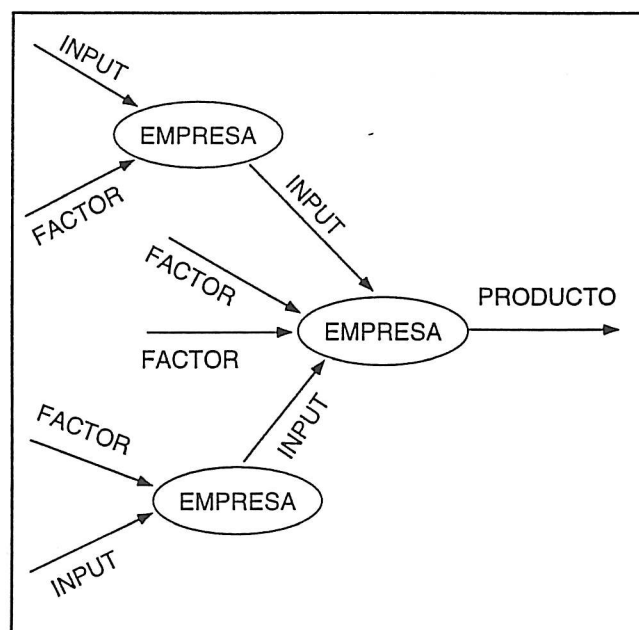 INPUT
EMPRESA
FACTOR
INPUT
FACTOR
PRODUCTO
EMPRESA
FACTOR
INPUT
FACTOR
EMPRESA
INPUT